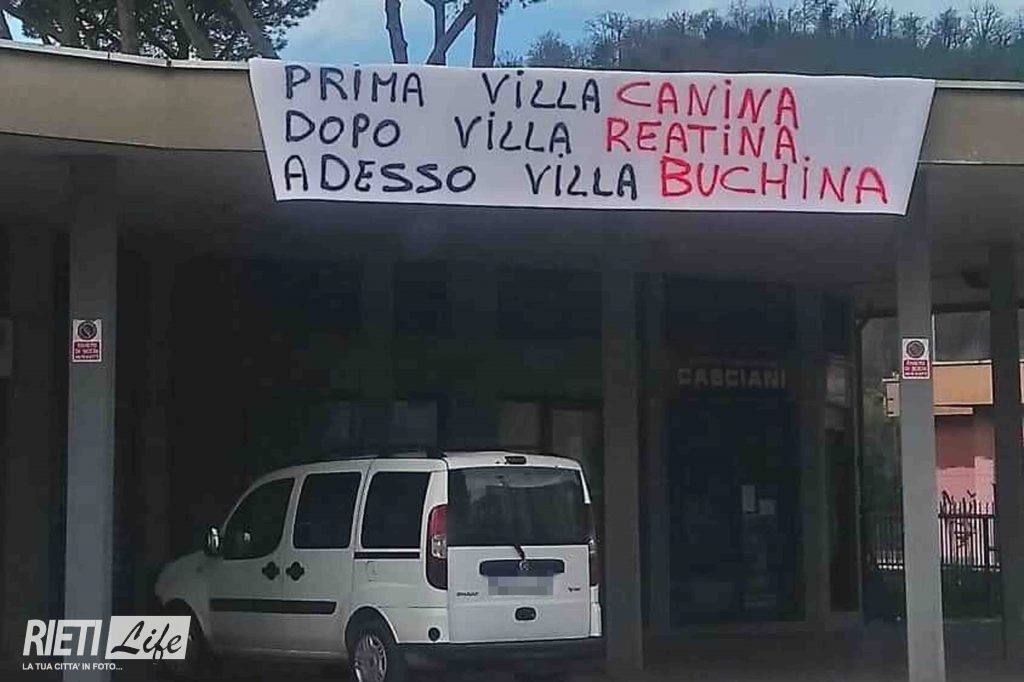 PRIMA VILLA CANINA
DOPO VILLA REATINA
ADESSO VILLA BUCHINA
CASCIANI
RIETI Life
LA TUA CITTA' IN FOTO...